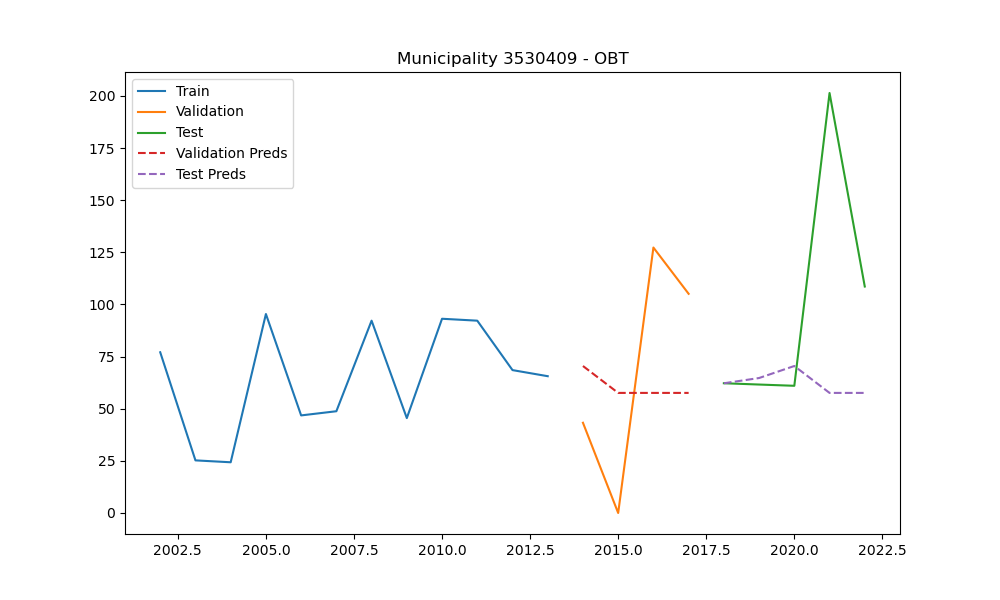 Municipality 3530409 - OBT
Train
Validation
Test
Validation Preds
Test Preds
200
175
150
125
100
75
50
25
0
2002.5 2005.0 2007.5 2010.0 2012.5 2015.0 2017.5 2020.0 2022.5